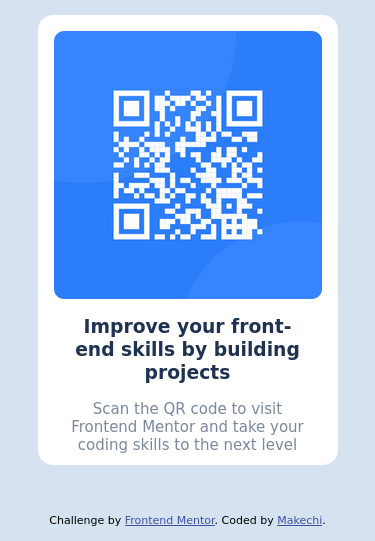 Improve your front-
end skills by building
projects
Scan the QR code to visit
Frontend Mentor and take your
coding skills to the next level
Challenge by Frontend Mentor. Coded by Makechi.